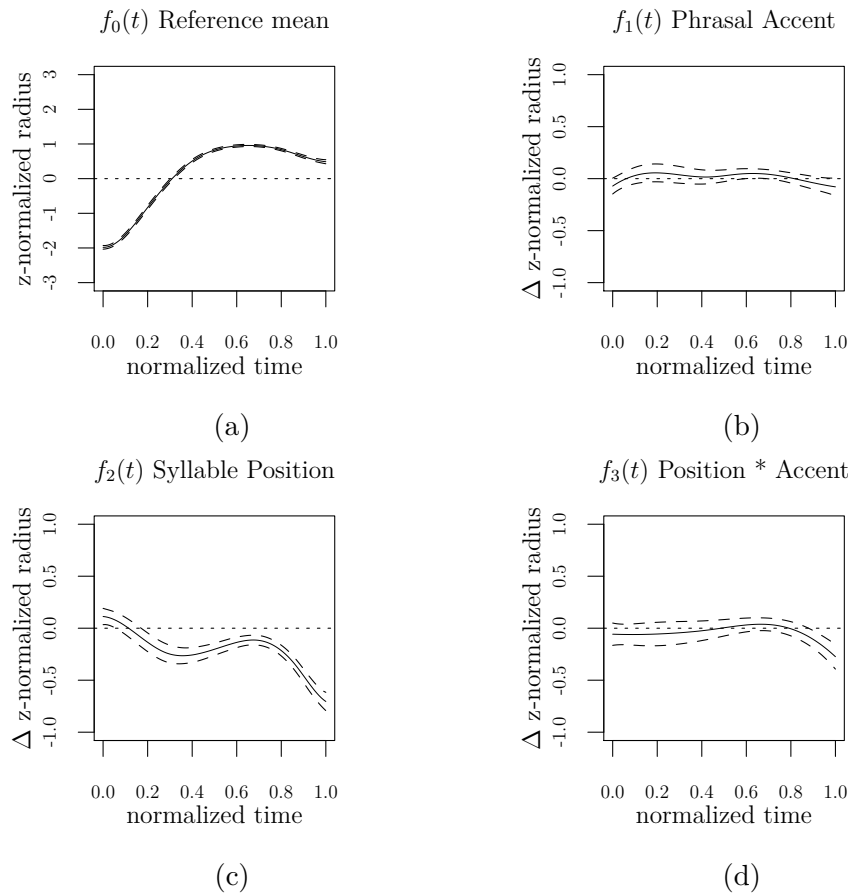 f₀(t) Reference mean
z-normalized radius
3
2
1
0
-1
-2
-3
0.0 0.2 0.4 0.6 0.8 1.0
normalized time
(a)
f₁(t) Phrasal Accent
Δ z-normalized radius
1.0
0.5
0.0
-0.5
-1.0
0.0 0.2 0.4 0.6 0.8 1.0
normalized time
(b)
f₂(t) Syllable Position
Δ z-normalized radius
1.0
0.5
0.0
-0.5
-1.0
0.0 0.2 0.4 0.6 0.8 1.0
normalized time
(c)
f₃(t) Position * Accent
Δ z-normalized radius
1.0
0.5
0.0
-0.5
-1.0
0.0 0.2 0.4 0.6 0.8 1.0
normalized time
(d)